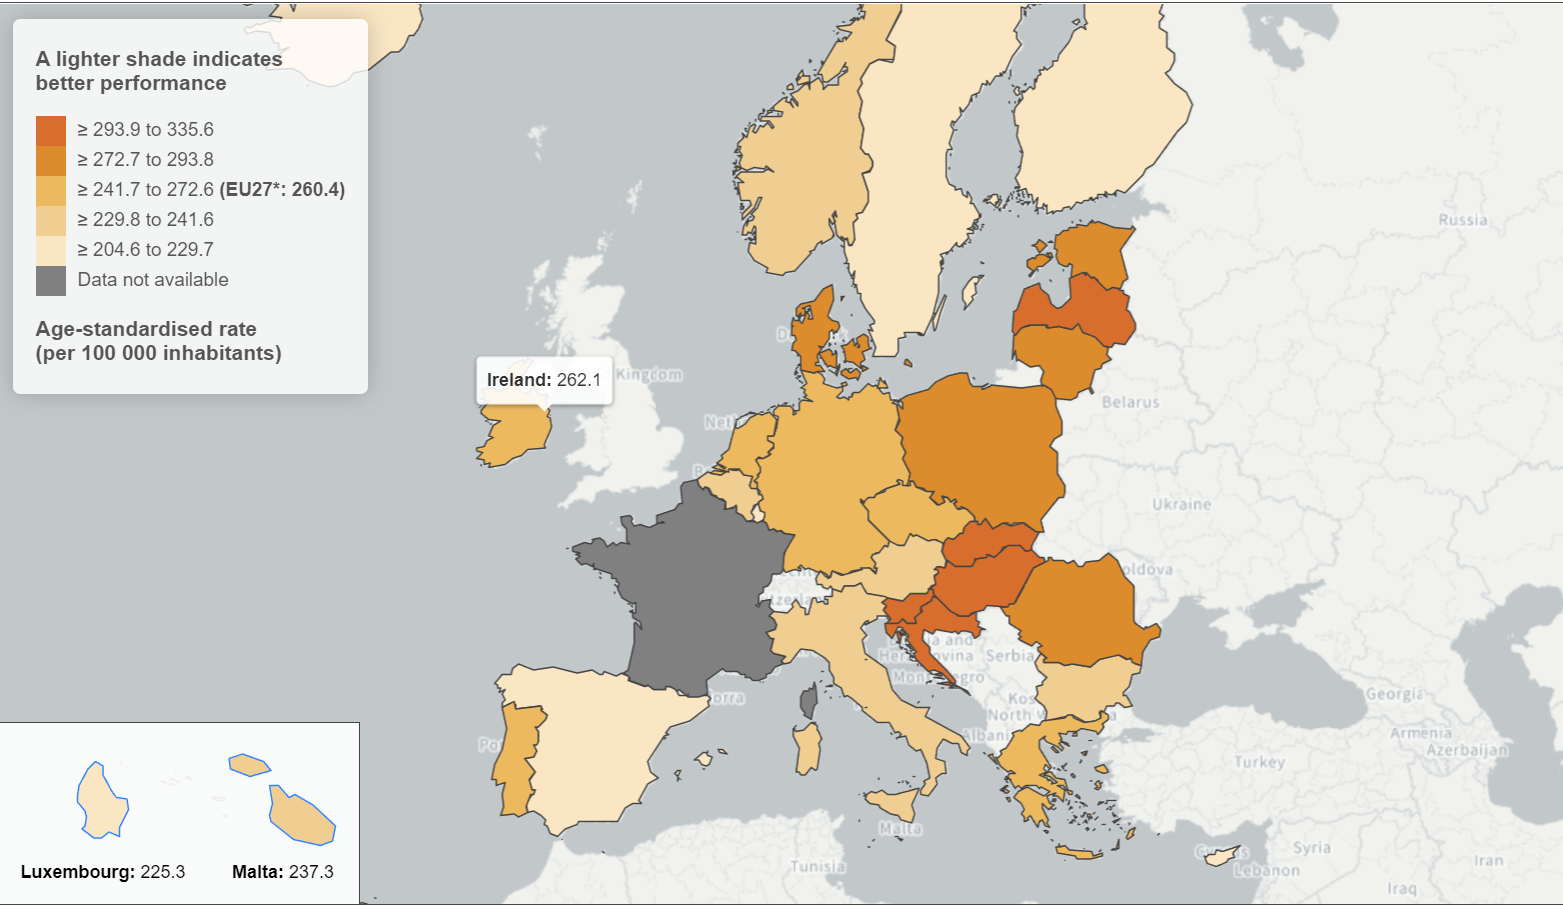 A lighter shade indicates
better performance
≥ 293.9 to 335.6
≥ 272.7 to 293.8
≥ 241.7 to 272.6 (EU27*: 260.4)
≥ 229.8 to 241.6
≥ 204.6 to 229.7
Data not available
Age-standardised rate
(per 100 000 inhabitants)
Russia
Ireland: 262.1
Kingdom
Belarus
Ukraine
oldova
Serbia
Georgia
Armenia
Azerbaijan
Turkey
Malta
Tunisia
Syria
Lebanon
Iran
Iraq
Luxembourg: 225.3
Malta: 237.3